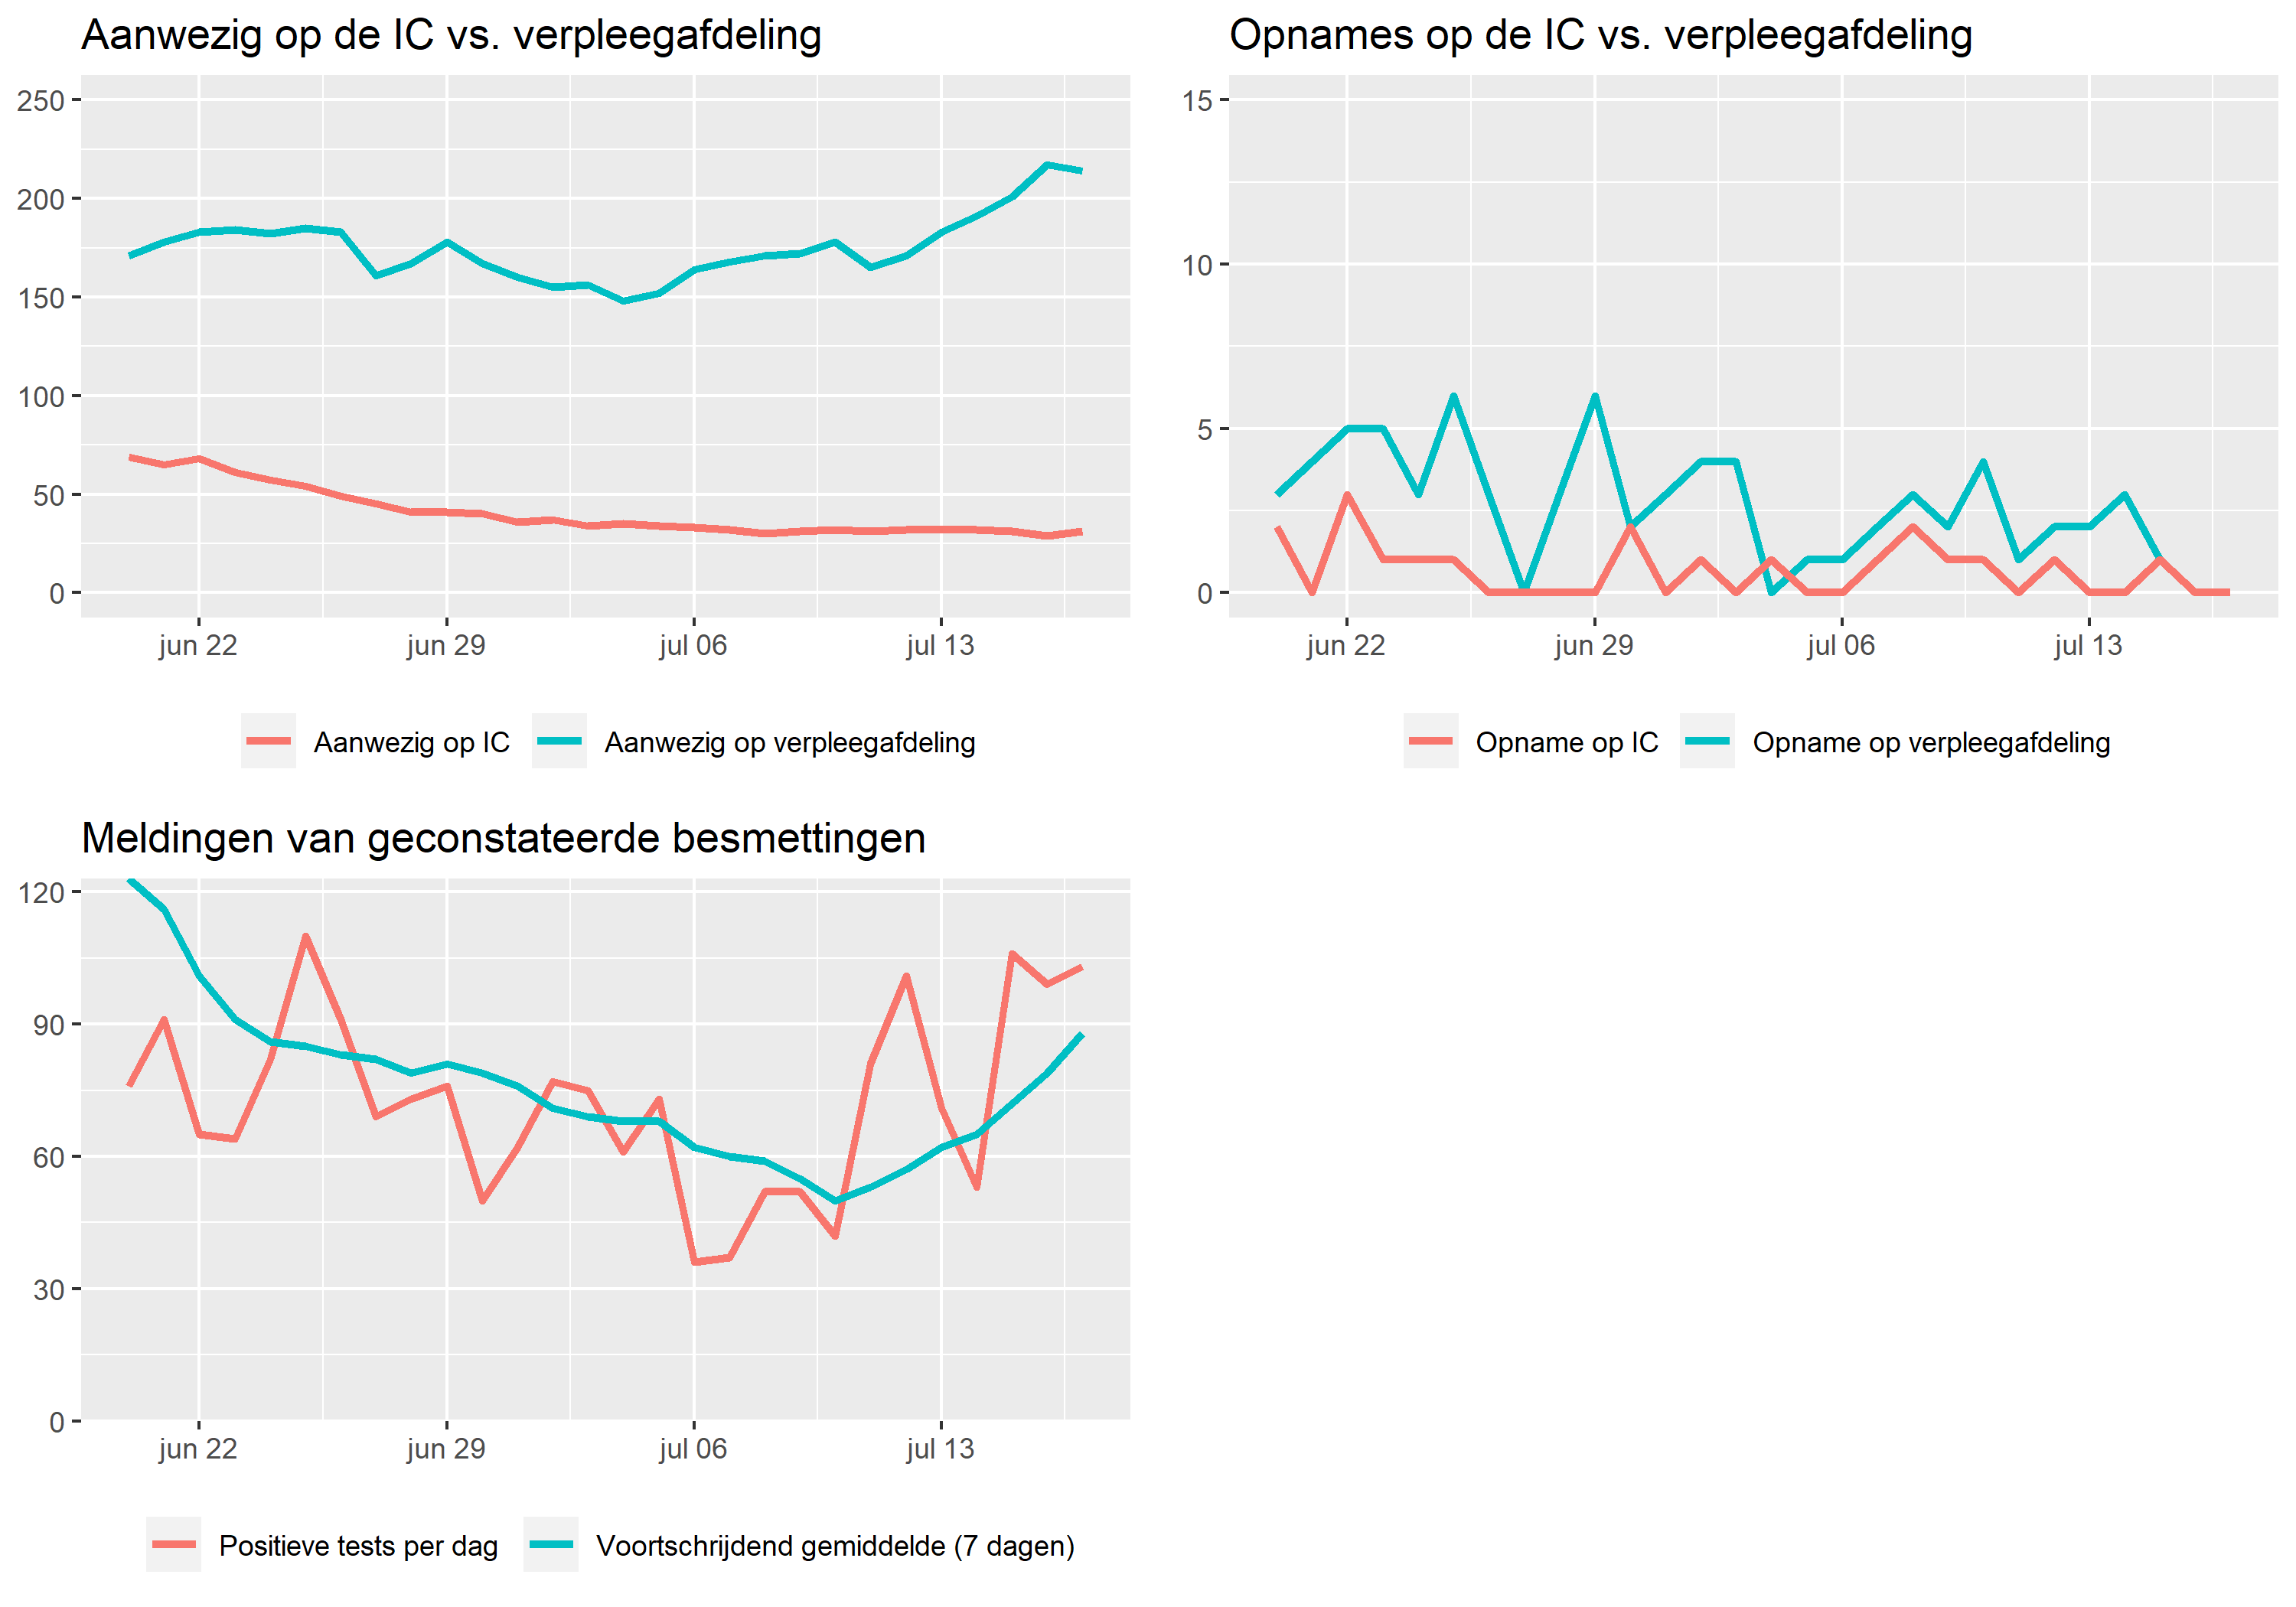 Aanwezig op de IC vs. verpleegafdeling
250
200
150
100
50
0
jun 22 jun 29 jul 06 jul 13
Aanwezig op IC Aanwezig op verpleegafdeling
Opnames op de IC vs. verpleegafdeling
15
10
5
0
jun 22 jun 29 jul 06 jul 13
Opname op IC Opname op verpleegafdeling
Meldingen van geconstateerde besmettingen
120
90
60
30
0
jun 22 jun 29 jul 06 jul 13
Positieve tests per dag Voortschrijdend gemiddelde (7 dagen)